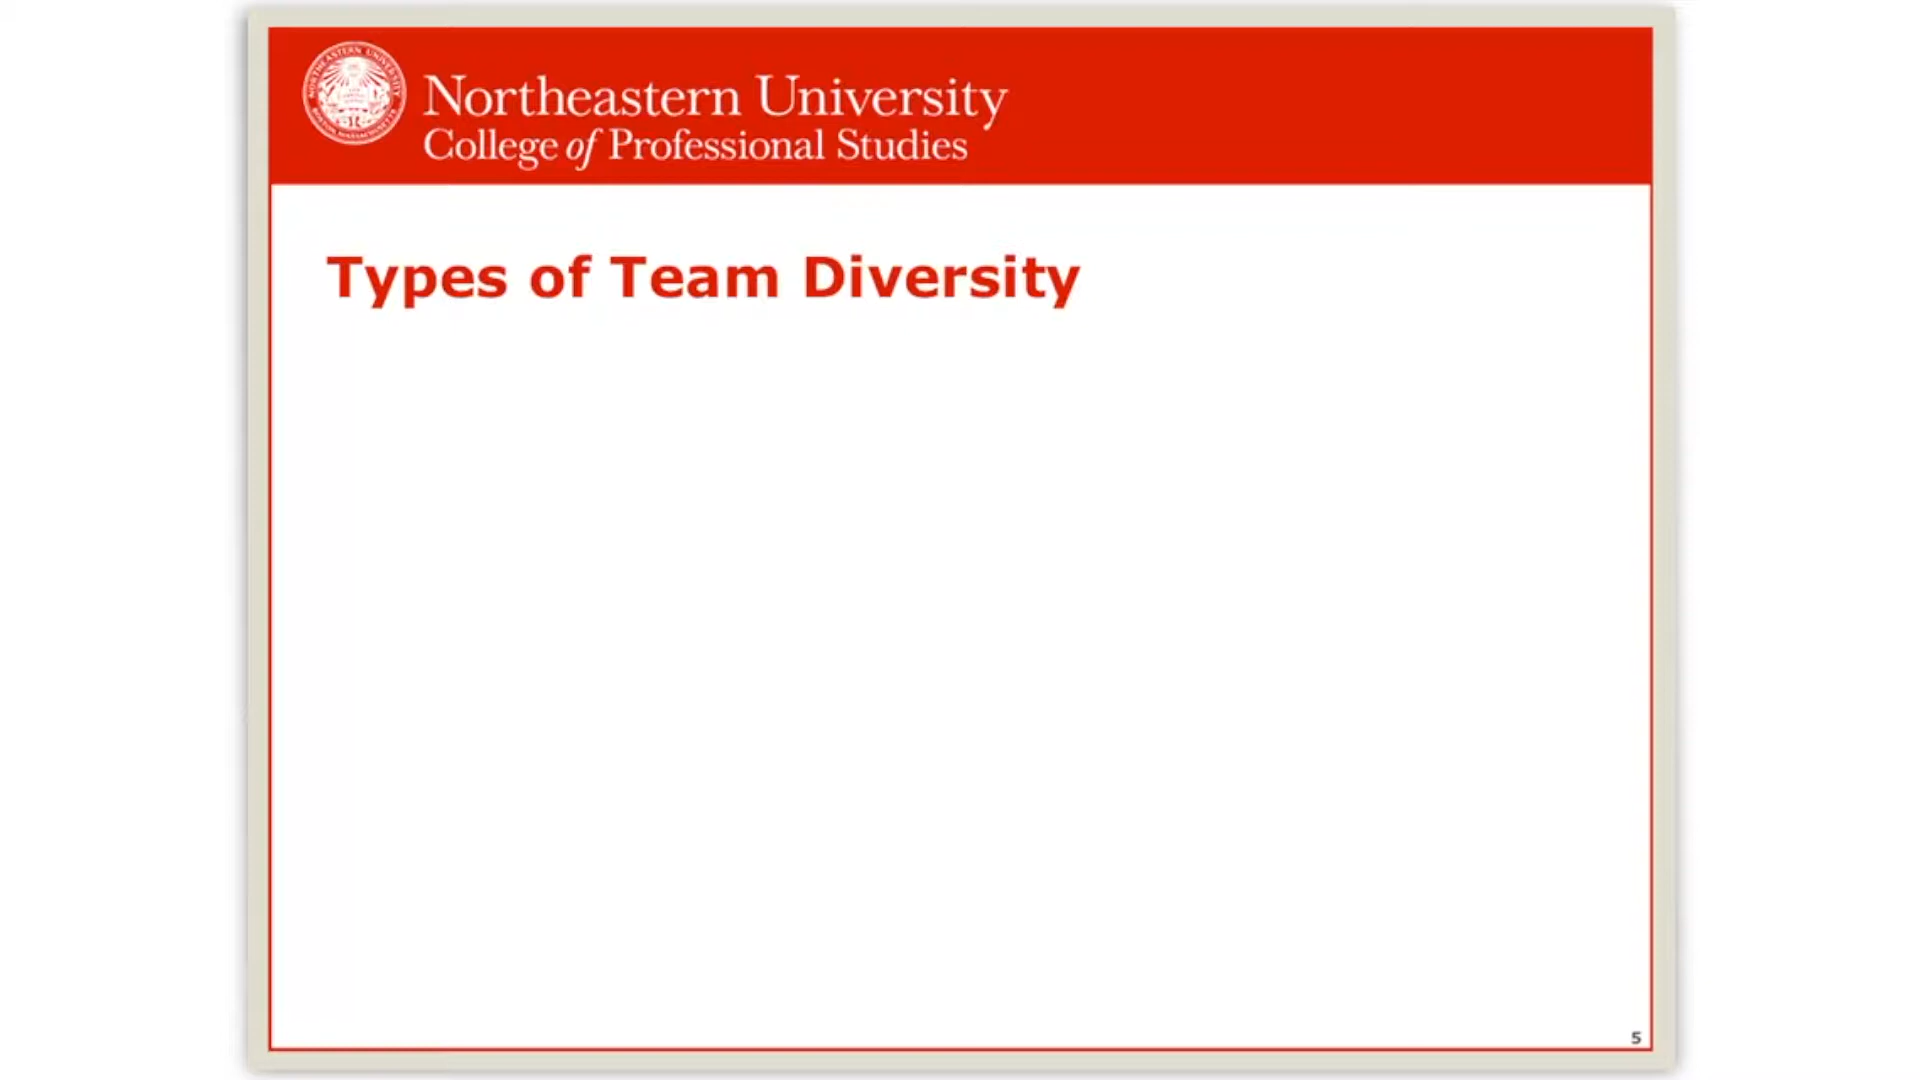 Northeastern University
College of Professional Studies
Types of Team Diversity
5